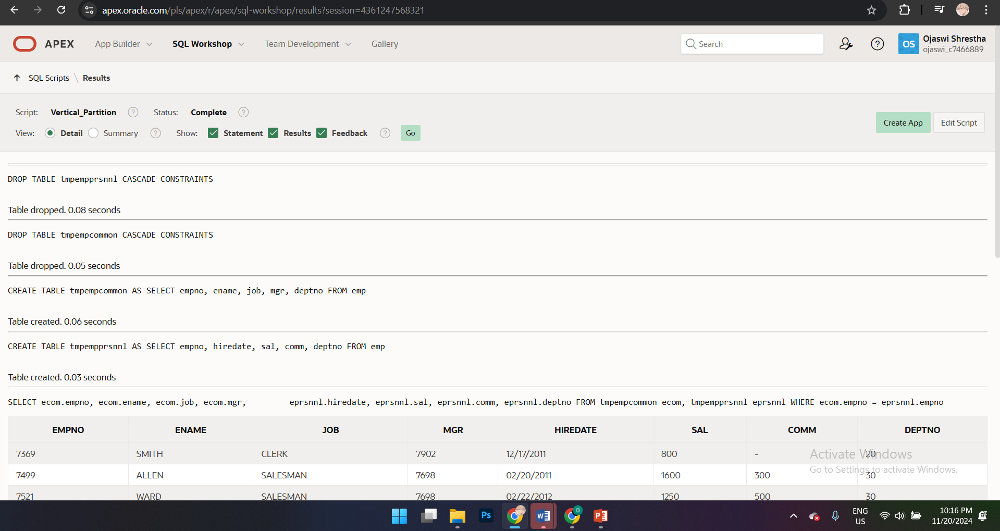 apex.oracle.com/pls/apex/r/apex/sql-workshop/results?session=4361247568321
APEX App Builder SQL Workshop Team Development Gallery Search OS Ojaswi Shrestha
ojaswi_c7466889
SQL Scripts \ Results
Script: Vertical_Partition ? Status: Complete ?
Create App Edit Script
View: Detail Summary ? Show: Statement Results Feedback ? Go
DROP TABLE tmpempprsnnl CASCADE CONSTRAINTS
Table dropped. 0.08 seconds
DROP TABLE tmpempcommon CASCADE CONSTRAINTS
Table dropped. 0.05 seconds
CREATE TABLE tmpempcommon AS SELECT empno, ename, job, mgr, deptno FROM emp
Table created. 0.06 seconds
CREATE TABLE tmpempprsnnl AS SELECT empno, hiredate, sal, comm, deptno FROM emp
Table created. 0.03 seconds
SELECT ecom.empno, ecom.ename, ecom.job, ecom.mgr, eprsnnl.hiredate, eprsnnl.sal, eprsnnl.comm, eprsnnl.deptno FROM tmpempcommon ecom, tmpempprsnnl eprsnnl WHERE ecom.empno = eprsnnl.empno
EMPNO ENAME JOB MGR HIREDATE SAL COMM DEPTNO
7369 SMITH CLERK 7902 12/17/2011 800 - 20
7499 ALLEN SALESMAN 7698 02/20/2011 1600 300 30
7521 WARD SALESMAN 7698 02/22/2012 1250 500 30
Activate Windows
Go to Settings to activate Windows.
Ps W O P
ENG
US
10:16 PM
11/20/2024